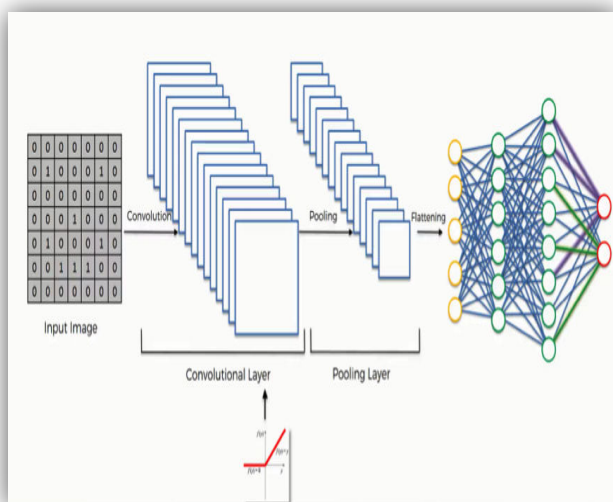 0 0 0 0 0 0 0
0 1 0 0 0 1 0
0 0 0 0 0 0 0
0 0 0 1 0 0 0
0 1 0 0 0 1 0
0 0 1 1 1 0 0
0 0 0 0 0 0 0
Input Image
Convolution
Pooling
Flattening
Convolutional Layer
Pooling Layer